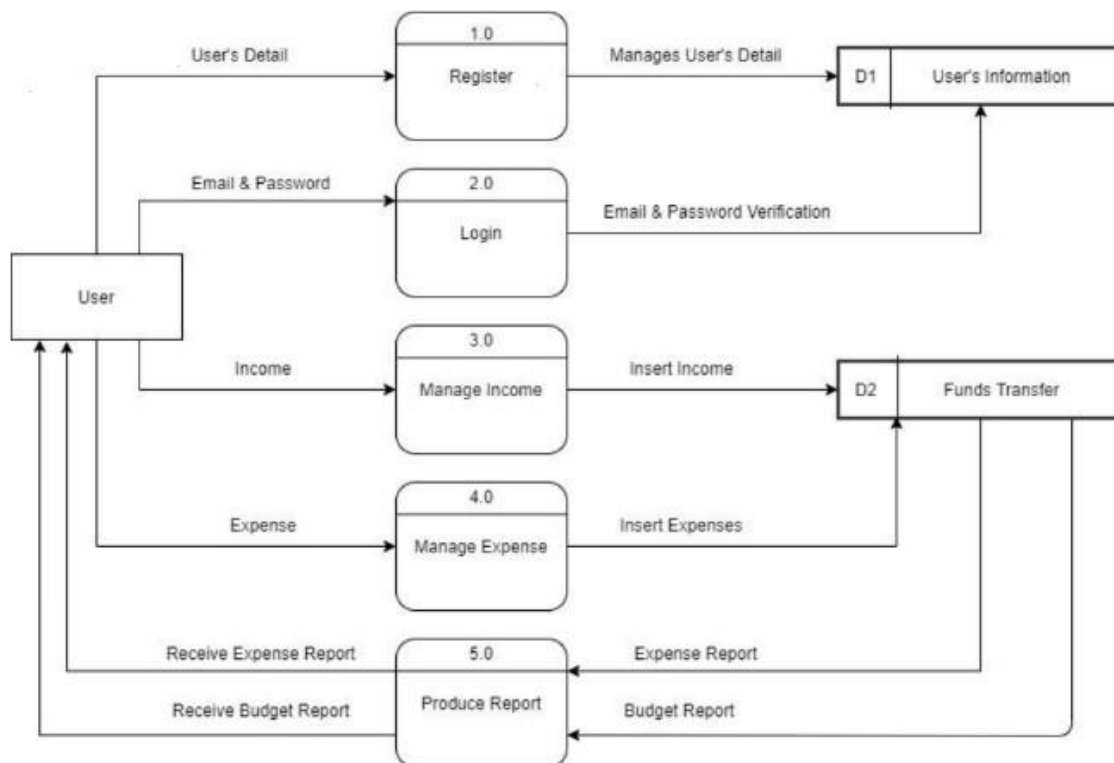 1.0
User's Detail
Manages User's Detail
Register
D1
User's Information
2.0
Email & Password
Email & Password Verification
Login
User
3.0
Income
Insert Income
Manage Income
D2
Funds Transfer
4.0
Expense
Insert Expenses
Manage Expense
5.0
Receive Expense Report
Expense Report
Produce Report
Receive Budget Report
Budget Report